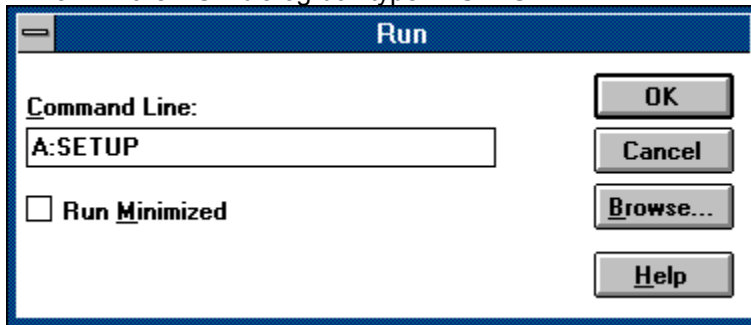 Run
Command Line:
OK
A:SETUP
Cancel
Run Minimized
Browse...
Help